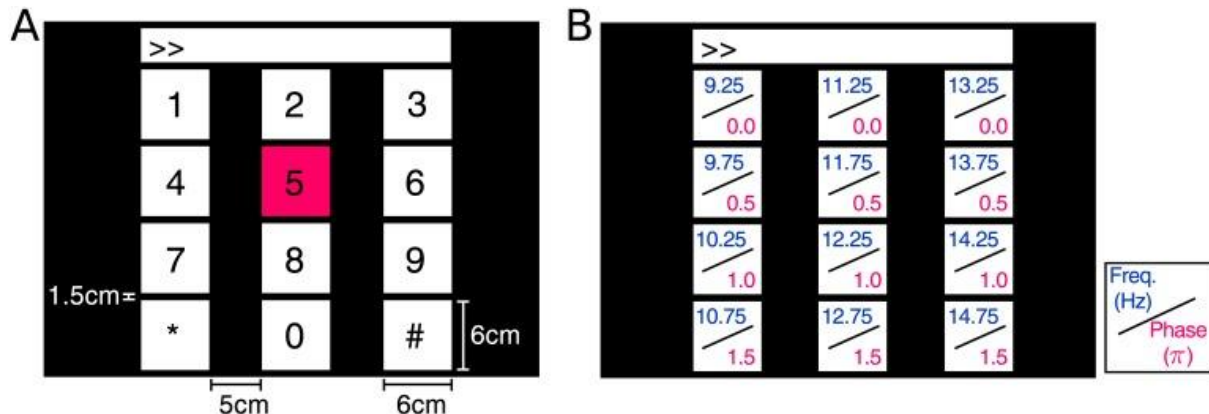 A
>>
1 2 3
4 5 6
7 8 9
* 0 #
1.5cm
6cm
5cm 6cm
B
>>
9.25 11.25 13.25
0.0 0.0 0.0
9.75 11.75 13.75
0.5 0.5 0.5
10.25 12.25 14.25
1.0 1.0 1.0
10.75 12.75 14.75
1.5 1.5 1.5
Freq.
(Hz)
Phase
(π)